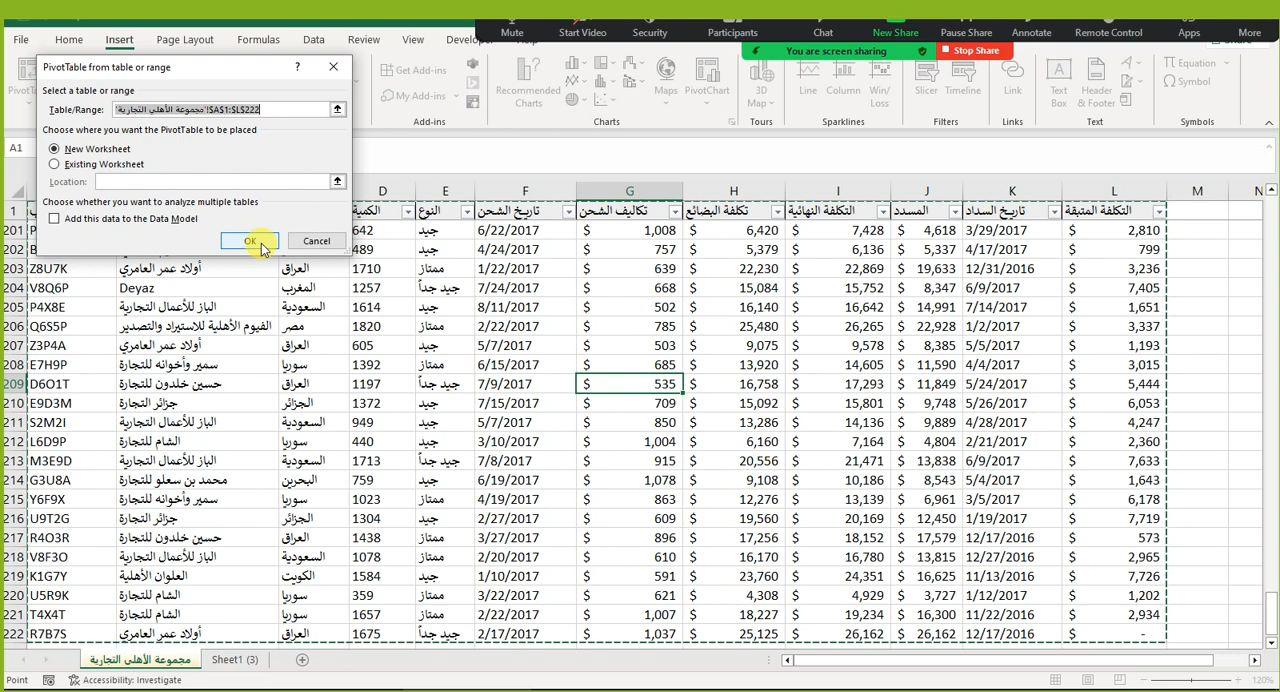 Mute Start Video Security Participants Chat New Share Pause Share Annotate Remote Control Apps More
You are screen sharing Stop Share
File Home Insert Page Layout Formulas Data Review View
PivotTable from table or range
Select a table or range
Table/Range: 'مجموعة الأهلي التجارية'!$A$1:$L$222
Choose where you want the PivotTable to be placed
New Worksheet
Existing Worksheet
Location:
Choose whether you want to analyze multiple tables
Add this data to the Data Model
OK Cancel
Get Add-ins
My Add-ins
Add-ins
Recommended Charts
Maps PivotChart
Charts
3D Map
Tours
Line Column Win/Loss
Sparklines
Slicer Timeline
Filters
Link
Links
Text Box Header & Footer
Text
Equation
Symbol
Symbols
A1
D E F G H I J K L M N
1 الكمية النوع تاريخ الشحن تكاليف الشحن تكلفة البضائع التكلفة النهائية المسدد تاريخ السداد التكلفة المتبقة
201 642 جيد 6/22/2017 $ 1,008 $ 6,420 $ 7,428 $ 4,618 3/29/2017 $ 2,810
202 489 جيد 4/24/2017 $ 757 $ 5,379 $ 6,136 $ 5,337 4/17/2017 $ 799
203 Z8U7K أولاد عمر العامري العراق 1710 ممتاز 1/22/2017 $ 639 $ 22,230 $ 22,869 $ 19,633 12/31/2016 $ 3,236
204 V8Q6P Deyaz المغرب 1257 جيد جداً 7/24/2017 $ 668 $ 15,084 $ 15,752 $ 8,347 6/9/2017 $ 7,405
205 P4X8E الباز للأعمال التجارية السعودية 1614 جيد 8/11/2017 $ 502 $ 16,140 $ 16,642 $ 14,991 7/14/2017 $ 1,651
206 Q6S5P الفيوم الأهلية للاستيراد والتصدير مصر 1820 ممتاز 2/22/2017 $ 785 $ 25,480 $ 26,265 $ 22,928 1/2/2017 $ 3,337
207 Z3P4A أولاد عمر العامري العراق 605 جيد 5/7/2017 $ 503 $ 9,075 $ 9,578 $ 8,385 5/5/2017 $ 1,193
208 E7H9P سمير وأخوانه للتجارة سوريا 1392 ممتاز 6/15/2017 $ 685 $ 13,920 $ 14,605 $ 11,590 4/4/2017 $ 3,015
209 D6O1T حسين خلدون للتجارة العراق 1197 جيد جداً 7/9/2017 $ 535 $ 16,758 $ 17,293 $ 11,849 5/24/2017 $ 5,444
210 E9D3M جزائر التجارة الجزائر 1372 جيد 7/15/2017 $ 709 $ 15,092 $ 15,801 $ 9,748 5/26/2017 $ 6,053
211 S2M2I الباز للأعمال التجارية السعودية 949 جيد 5/7/2017 $ 850 $ 13,286 $ 14,136 $ 9,889 4/28/2017 $ 4,247
212 L6D9P الشام للتجارة سوريا 440 جيد 3/10/2017 $ 1,004 $ 6,160 $ 7,164 $ 4,804 2/21/2017 $ 2,360
213 M3E9D الباز للأعمال التجارية السعودية 1713 جيد جداً 7/8/2017 $ 915 $ 20,556 $ 21,471 $ 13,838 6/9/2017 $ 7,633
214 G3U8A محمد بن سعلو للتجارة البحرين 759 جيد 6/19/2017 $ 1,078 $ 9,108 $ 10,186 $ 8,543 5/4/2017 $ 1,643
215 Y6F9X سمير وأخوانه للتجارة سوريا 1023 ممتاز 4/19/2017 $ 863 $ 12,276 $ 13,139 $ 6,961 3/5/2017 $ 6,178
216 U9T2G جزائر التجارة الجزائر 1304 جيد 2/27/2017 $ 609 $ 19,560 $ 20,169 $ 12,450 1/19/2017 $ 7,719
217 R4O3R حسين خلدون للتجارة العراق 1438 ممتاز 3/27/2017 $ 896 $ 17,256 $ 18,152 $ 17,579 12/17/2016 $ 573
218 V8F3O الباز للأعمال التجارية السعودية 1078 ممتاز 2/20/2017 $ 610 $ 16,170 $ 16,780 $ 13,815 12/27/2016 $ 2,965
219 K1G7Y العلوان الأهلية الكويت 1584 جيد 1/10/2017 $ 591 $ 23,760 $ 24,351 $ 16,625 11/13/2016 $ 7,726
220 U5R9K الشام للتجارة سوريا 359 ممتاز 3/22/2017 $ 621 $ 4,308 $ 4,929 $ 3,727 1/12/2017 $ 1,202
221 T4X4T الشام للتجارة سوريا 1657 ممتاز 3/22/2017 $ 1,007 $ 18,227 $ 19,234 $ 16,300 11/22/2016 $ 2,934
222 R7B7S أولاد عمر العامري العراق 1675 جيد جداً 2/17/2017 $ 1,037 $ 25,125 $ 26,162 $ 26,162 12/17/2016 $ -
مجموعة الأهلي التجارية Sheet1 (3)
Point Accessibility: Investigate 120%